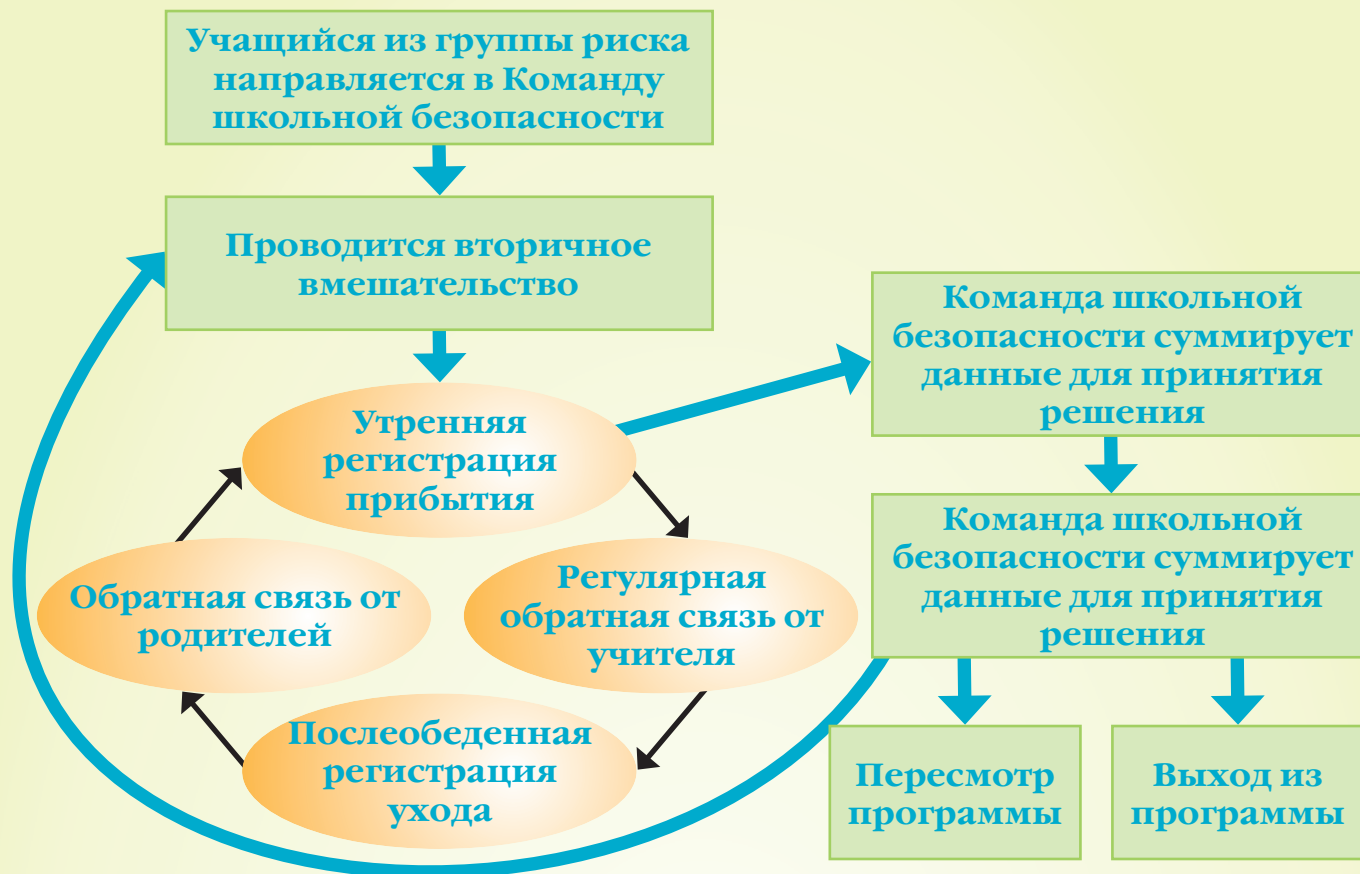 Учащийся из группы риска
направляется в Команду
школьной безопасности
Проводится вторичное
вмешательство
Команда школьной
безопасности суммирует
данные для принятия
решения
Утренняя
регистрация
прибытия
Команда школьной
безопасности суммирует
данные для принятия
решения
Регулярная
обратная связь от
учителя
Обратная связь от
родителей
Послеобеденная
регистрация
ухода
Пересмотр
программы
Выход из
программы